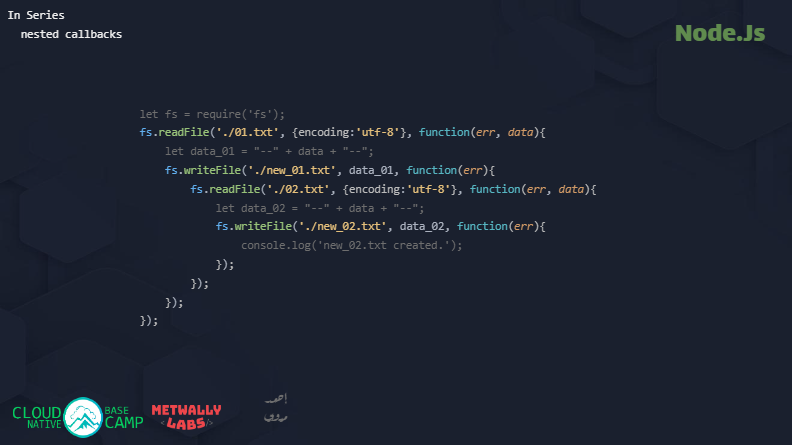 In Series
nested callbacks
Node.Js
let fs = require('fs');
fs.readFile('./01.txt', {encoding:'utf-8'}, function(err, data){
let data_01 = "--" + data + "--";
fs.writeFile('./new_01.txt', data_01, function(err){
fs.readFile('./02.txt', {encoding:'utf-8'}, function(err, data){
let data_02 = "--" + data + "--";
fs.writeFile('./new_02.txt', data_02, function(err){
console.log('new_02.txt created.');
});
});
});
});
CLOUD NATIVE BASE CAMP
METWALLY
<LABS/>
أحمد